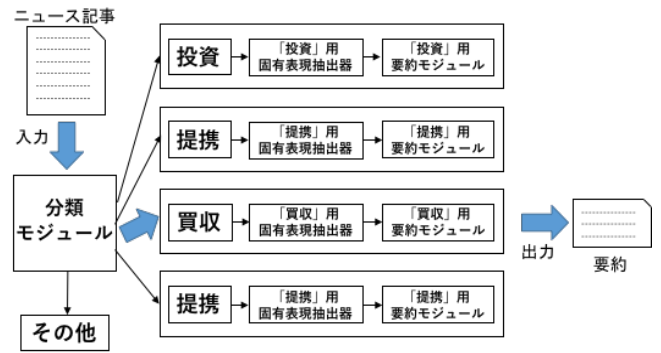 ニュース記事
入力
分類
モジュール
その他
投資
「投資」用
固有表現抽出器
「投資」用
要約モジュール
提携
「提携」用
固有表現抽出器
「提携」用
要約モジュール
買収
「買収」用
固有表現抽出器
「買収」用
要約モジュール
提携
「提携」用
固有表現抽出器
「提携」用
要約モジュール
出力
要約